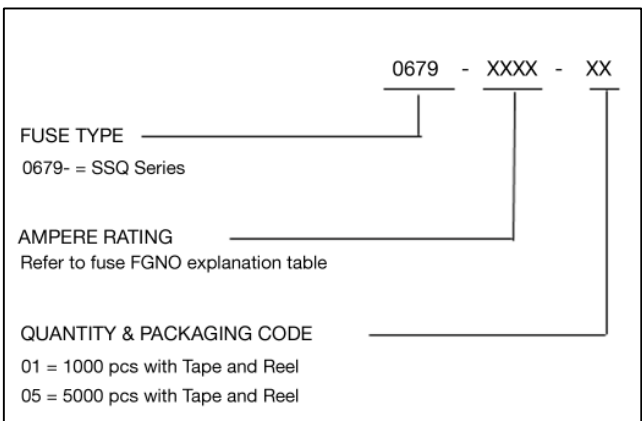 0679 - XXXX - XX
FUSE TYPE
0679- = SSQ Series
AMPERE RATING
Refer to fuse FGNO explanation table
QUANTITY & PACKAGING CODE
01 = 1000 pcs with Tape and Reel
05 = 5000 pcs with Tape and Reel